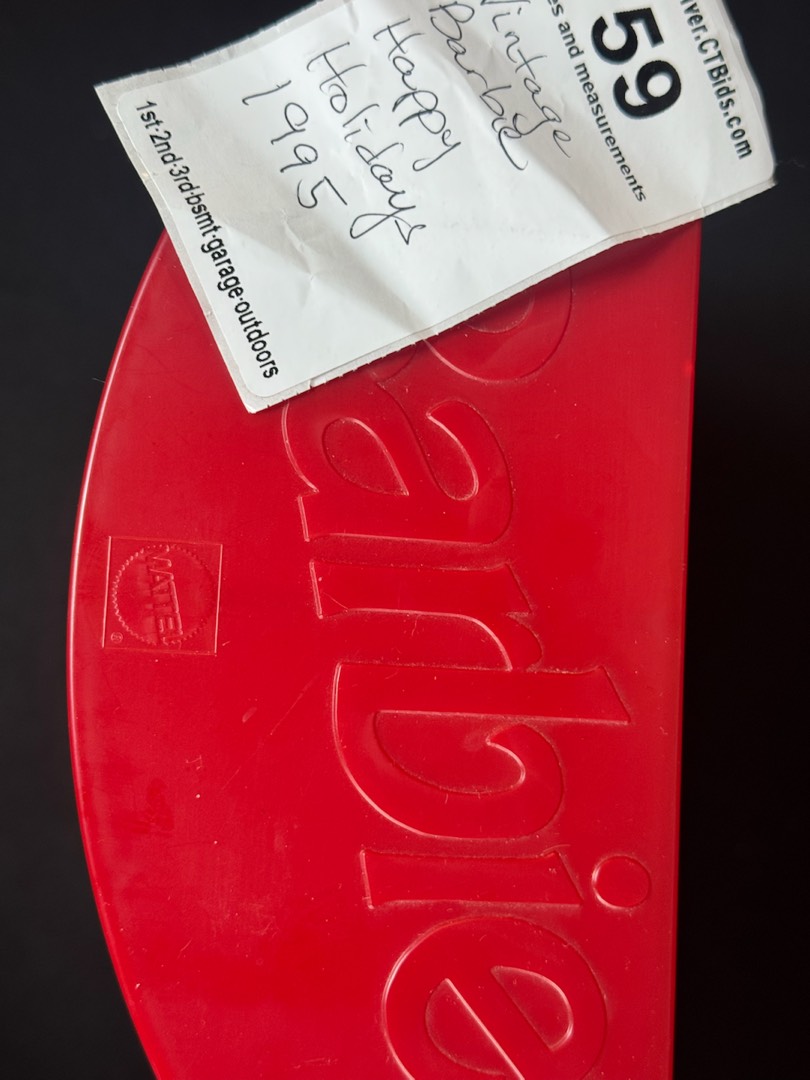 ver.CTBids.com
59
es and measurements
Vintage
Barbie
Happy
Holidays
1995
1st·2nd·3rd·bsmt·garage·outdoors
Barbie
MATTEL
®